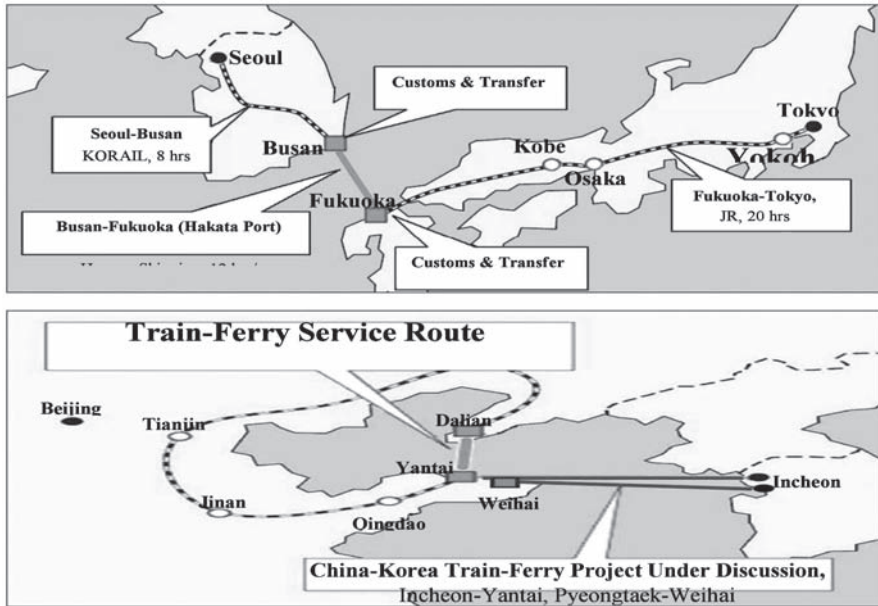 Seoul
Customs & Transfer
Tokvo
Seoul-Busan
KORAIL, 8 hrs
Busan
Kobe
Osaka
Fukuoka
Fukuoka-Tokyo,
JR, 20 hrs
Busan-Fukuoka (Hakata Port)
Customs & Transfer
Train-Ferry Service Route
Beijing
Tianjin
Dalian
Yantai
Weihai
Incheon
Jinan
Qingdao
China-Korea Train-Ferry Project Under Discussion,
Incheon-Yantai, Pyeongtaek-Weihai